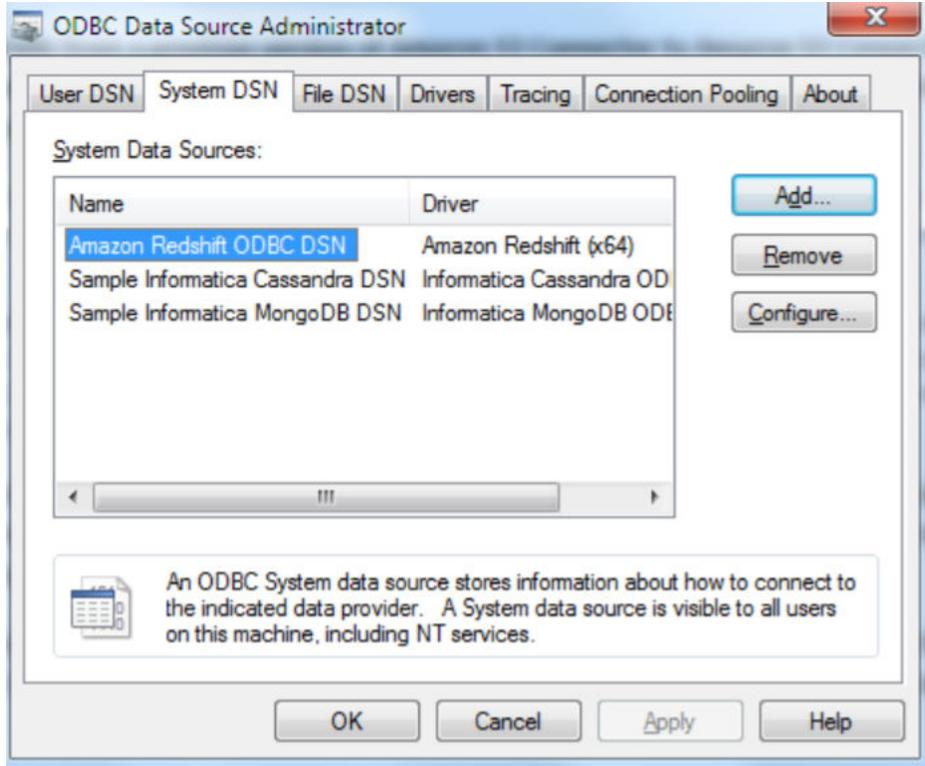 ODBC Data Source Administrator
User DSN System DSN File DSN Drivers Tracing Connection Pooling About
System Data Sources:
Name Driver
Amazon Redshift ODBC DSN Amazon Redshift (x64)
Sample Informatica Cassandra DSN Informatica Cassandra OD
Sample Informatica MongoDB DSN Informatica MongoDB ODB
Add...
Remove
Configure...
An ODBC System data source stores information about how to connect to
the indicated data provider. A System data source is visible to all users
on this machine, including NT services.
OK Cancel Apply Help